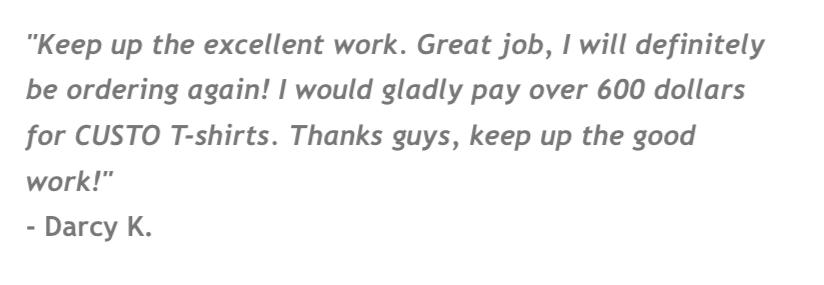 "Keep up the excellent work. Great job, I will definitely
be ordering again! I would gladly pay over 600 dollars
for CUSTO T-shirts. Thanks guys, keep up the good
work!"
- Darcy K.